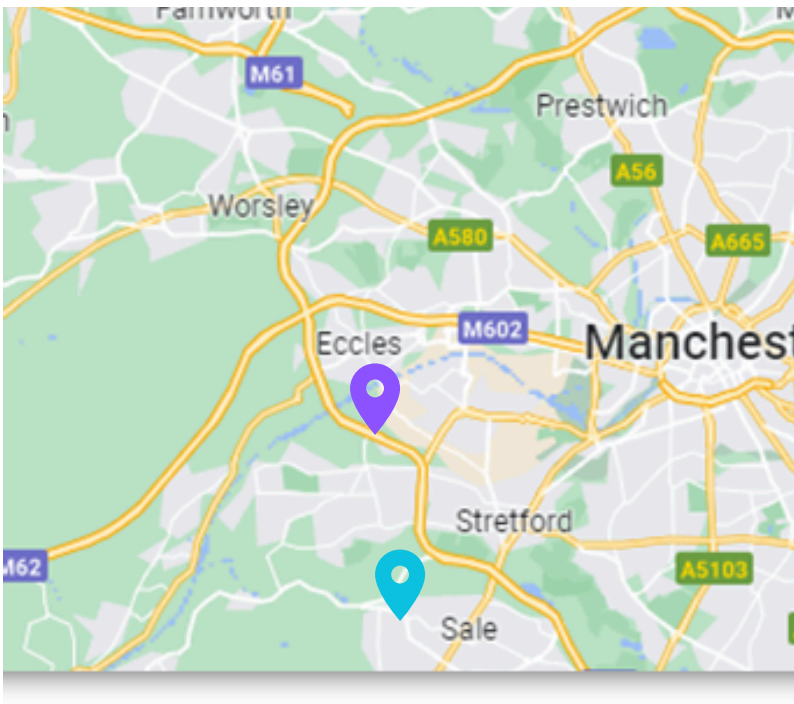 Farnworth
M61
Prestwich
A56
Worsley
A580
A665
M602
Eccles
Manchest
Stretford
M62
A5103
Sale